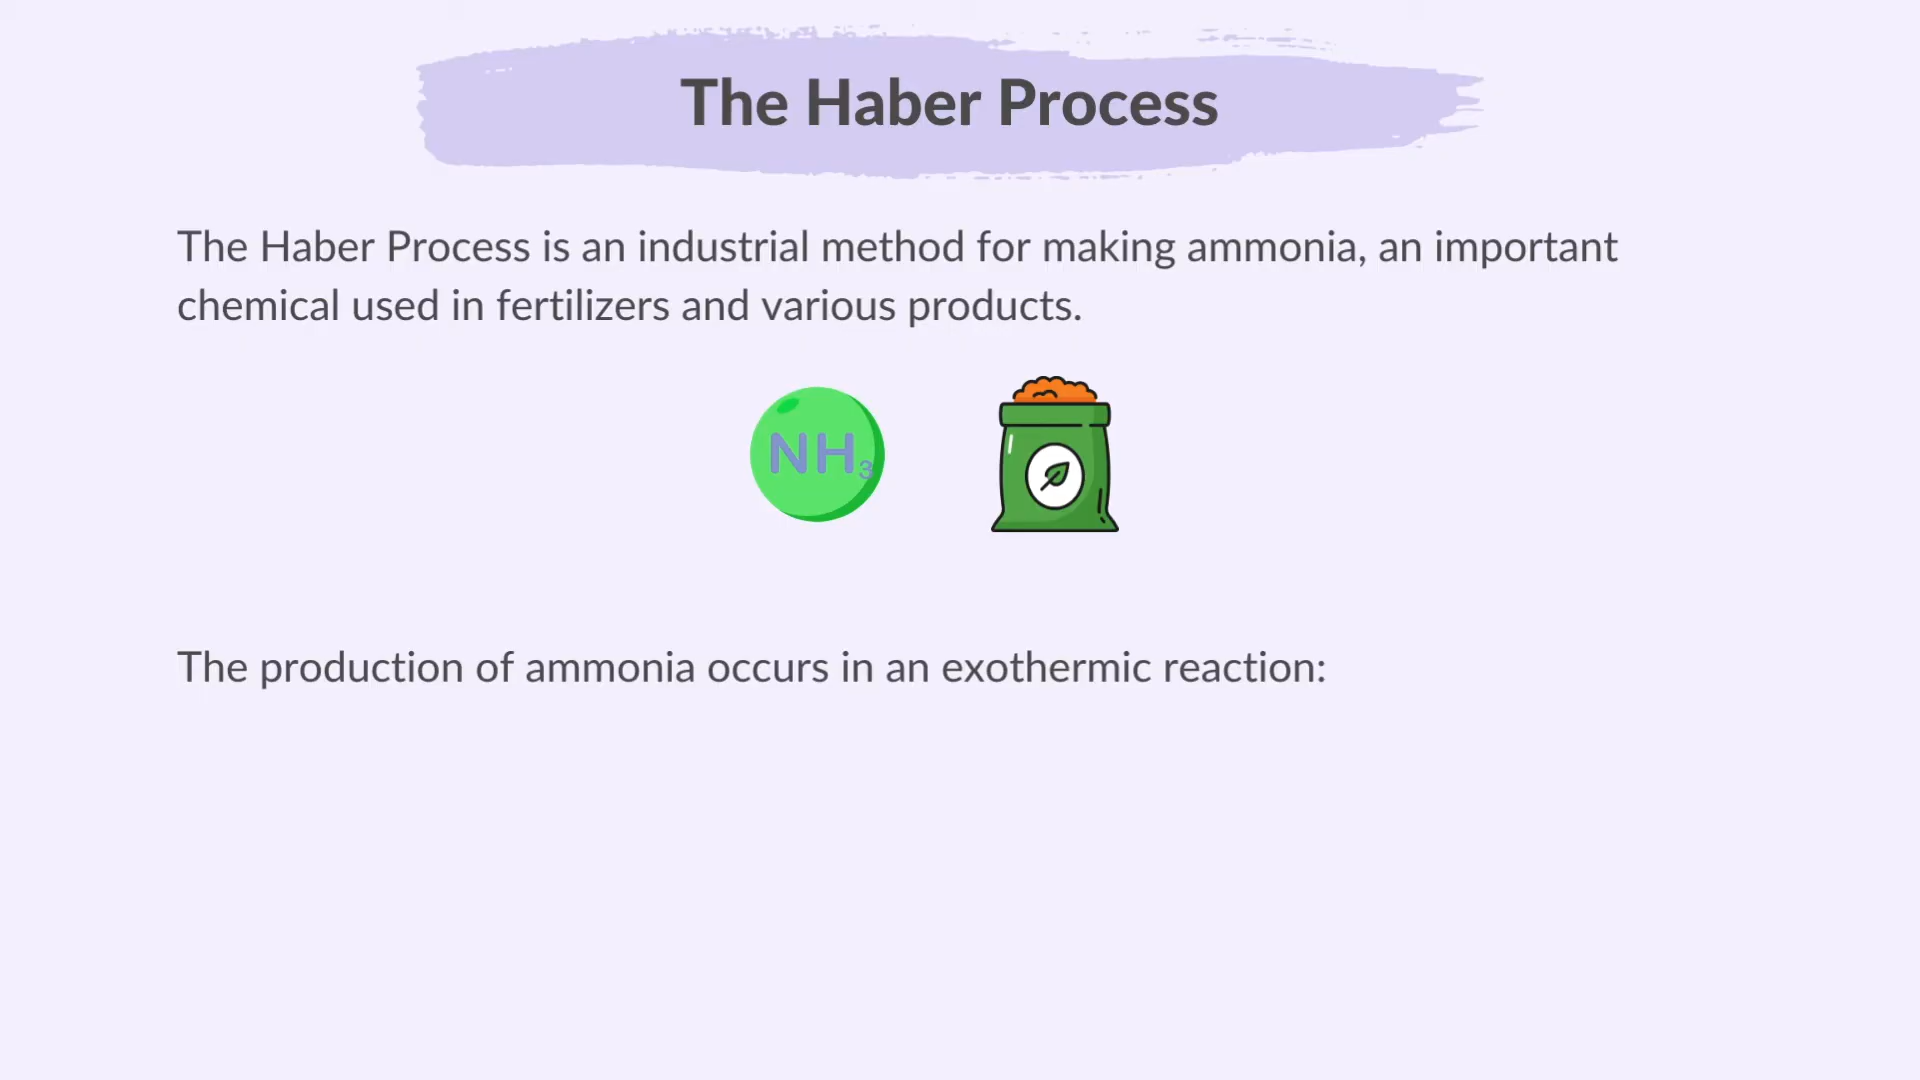 The Haber Process
The Haber Process is an industrial method for making ammonia, an important
chemical used in fertilizers and various products.
NH₃
The production of ammonia occurs in an exothermic reaction: